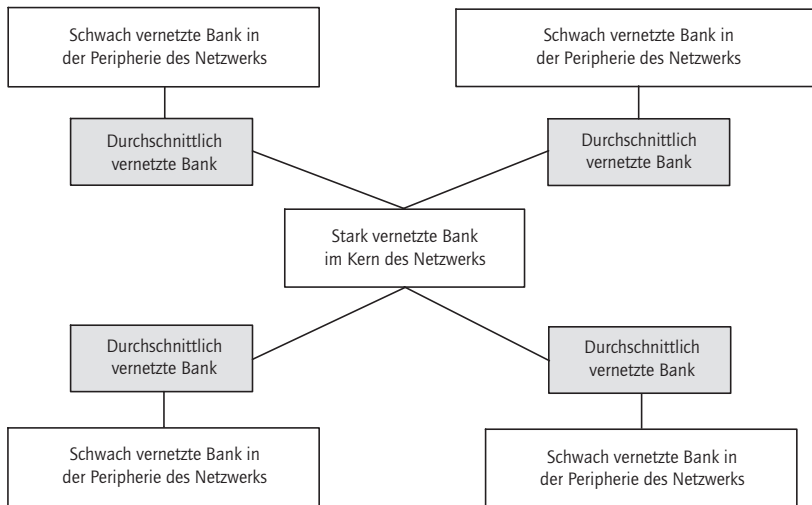 Schwach vernetzte Bank in
der Peripherie des Netzwerks
Schwach vernetzte Bank in
der Peripherie des Netzwerks
Durchschnittlich
vernetzte Bank
Durchschnittlich
vernetzte Bank
Stark vernetzte Bank
im Kern des Netzwerks
Durchschnittlich
vernetzte Bank
Durchschnittlich
vernetzte Bank
Schwach vernetzte Bank in
der Peripherie des Netzwerks
Schwach vernetzte Bank in
der Peripherie des Netzwerks